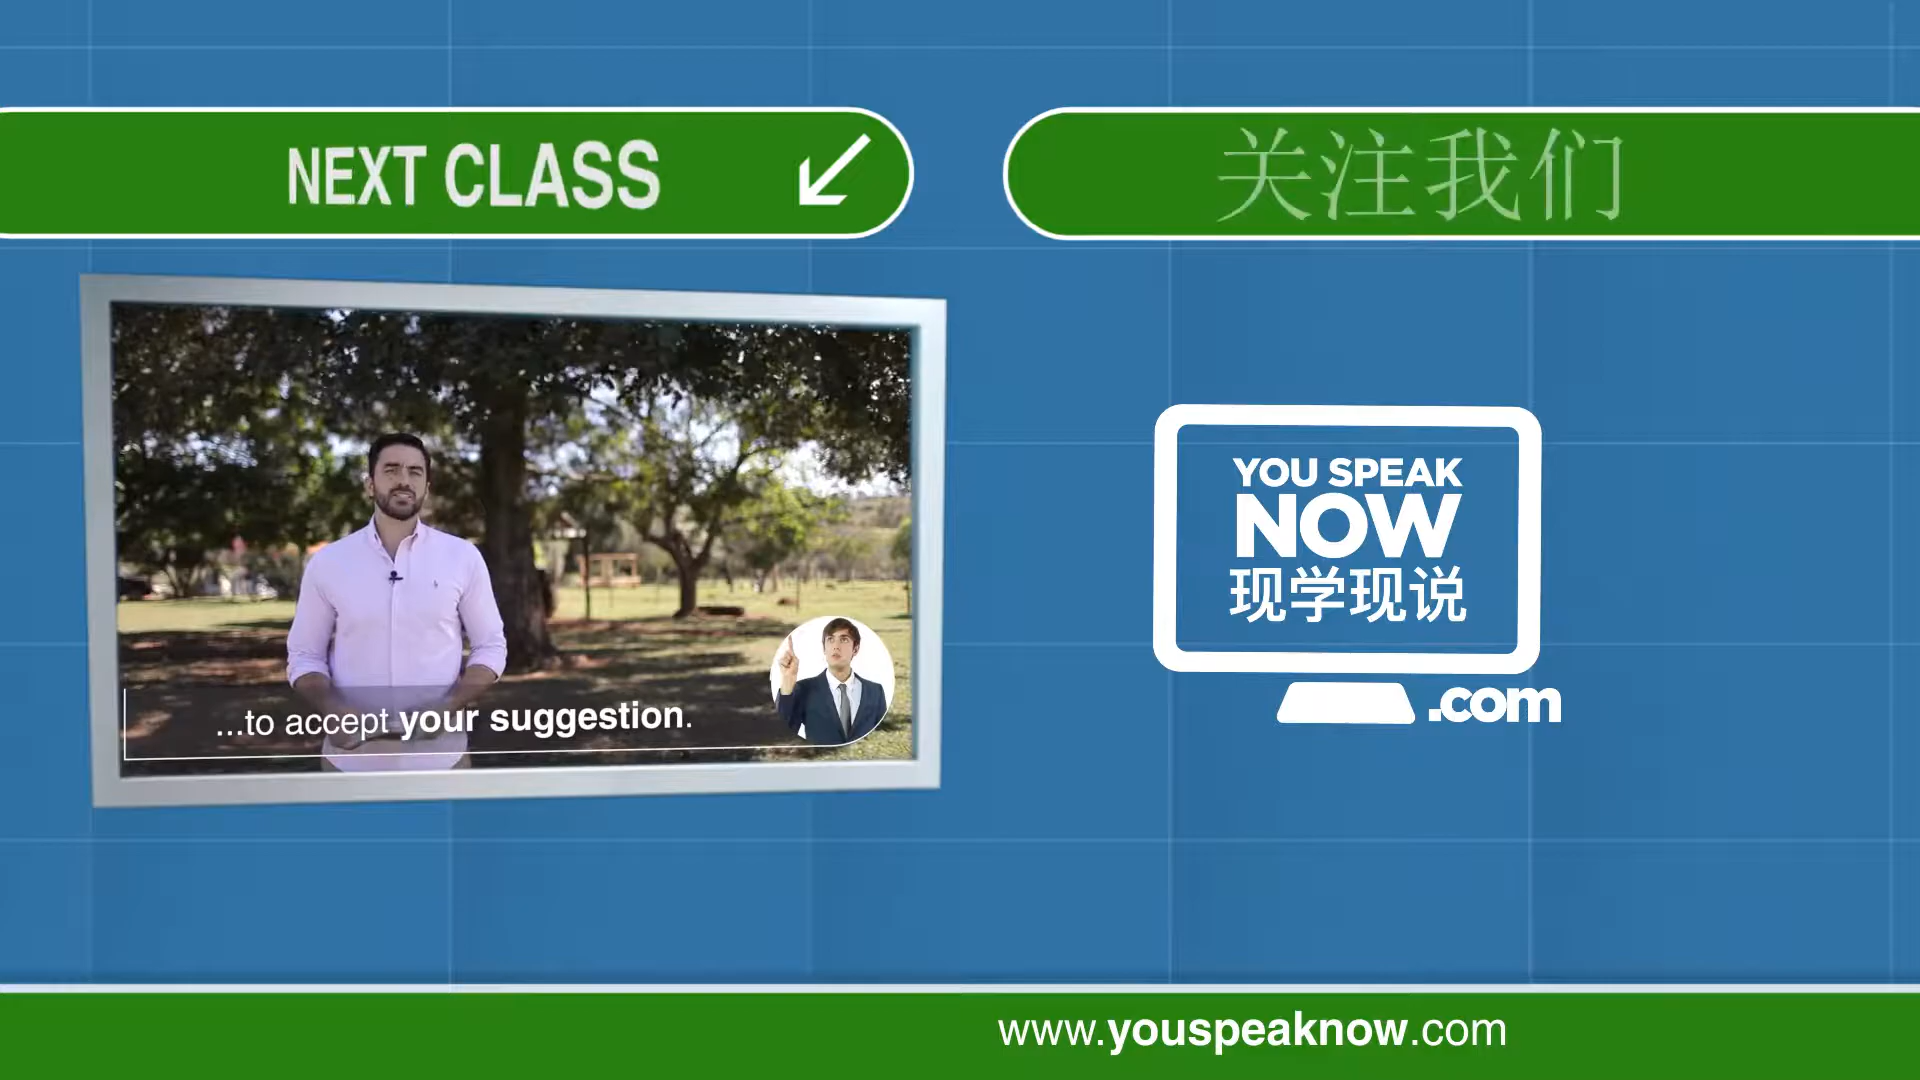 NEXT CLASS
关注我们
...to accept your suggestion.
YOU SPEAK
NOW
现学现说
.com
www.youspeaknow.com